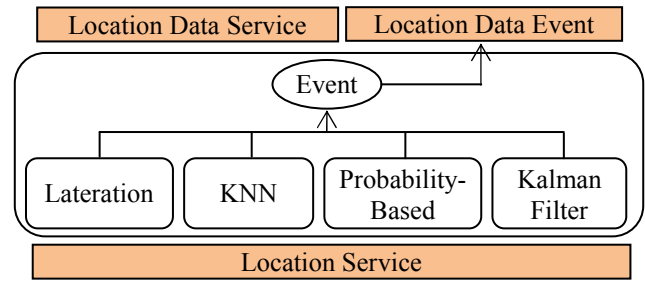 Location Data Service
Location Data Event
Event
Lateration
KNN
Probability-
Based
Kalman
Filter
Location Service